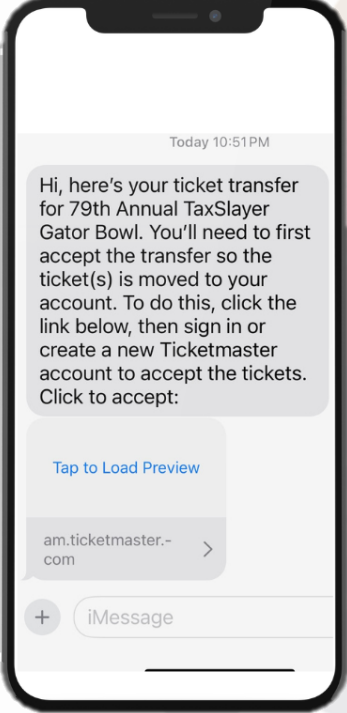 Today 10:51 PM
Hi, here's your ticket transfer
for 79th Annual TaxSlayer
Gator Bowl. You'll need to first
accept the transfer so the
ticket(s) is moved to your
account. To do this, click the
link below, then sign in or
create a new Ticketmaster
account to accept the tickets.
Click to accept:
Tap to Load Preview
am.ticketmaster.-
com
iMessage